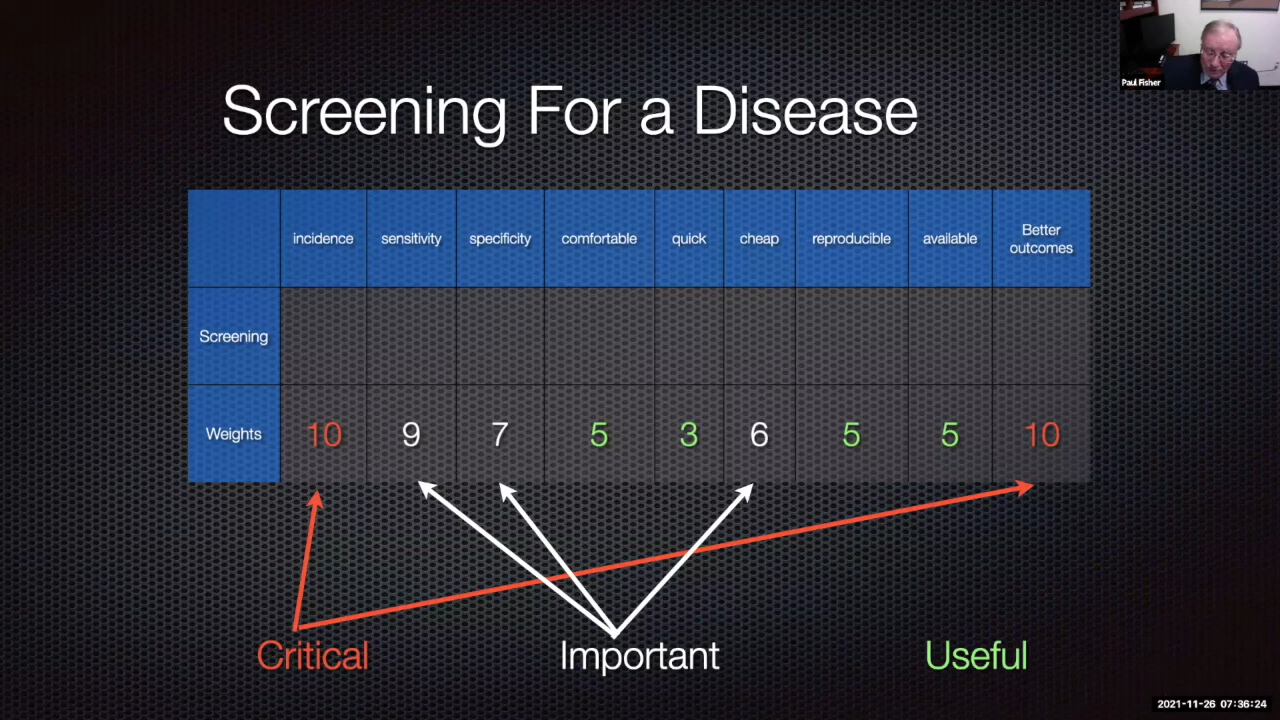 Paul Fisher
Screening For a Disease
incidence sensitivity specificity comfortable quick cheap reproducible available Better outcomes
Screening
Weights 10 9 7 5 3 6 5 5 10
Critical Important Useful
2021-11-26 07:36:24